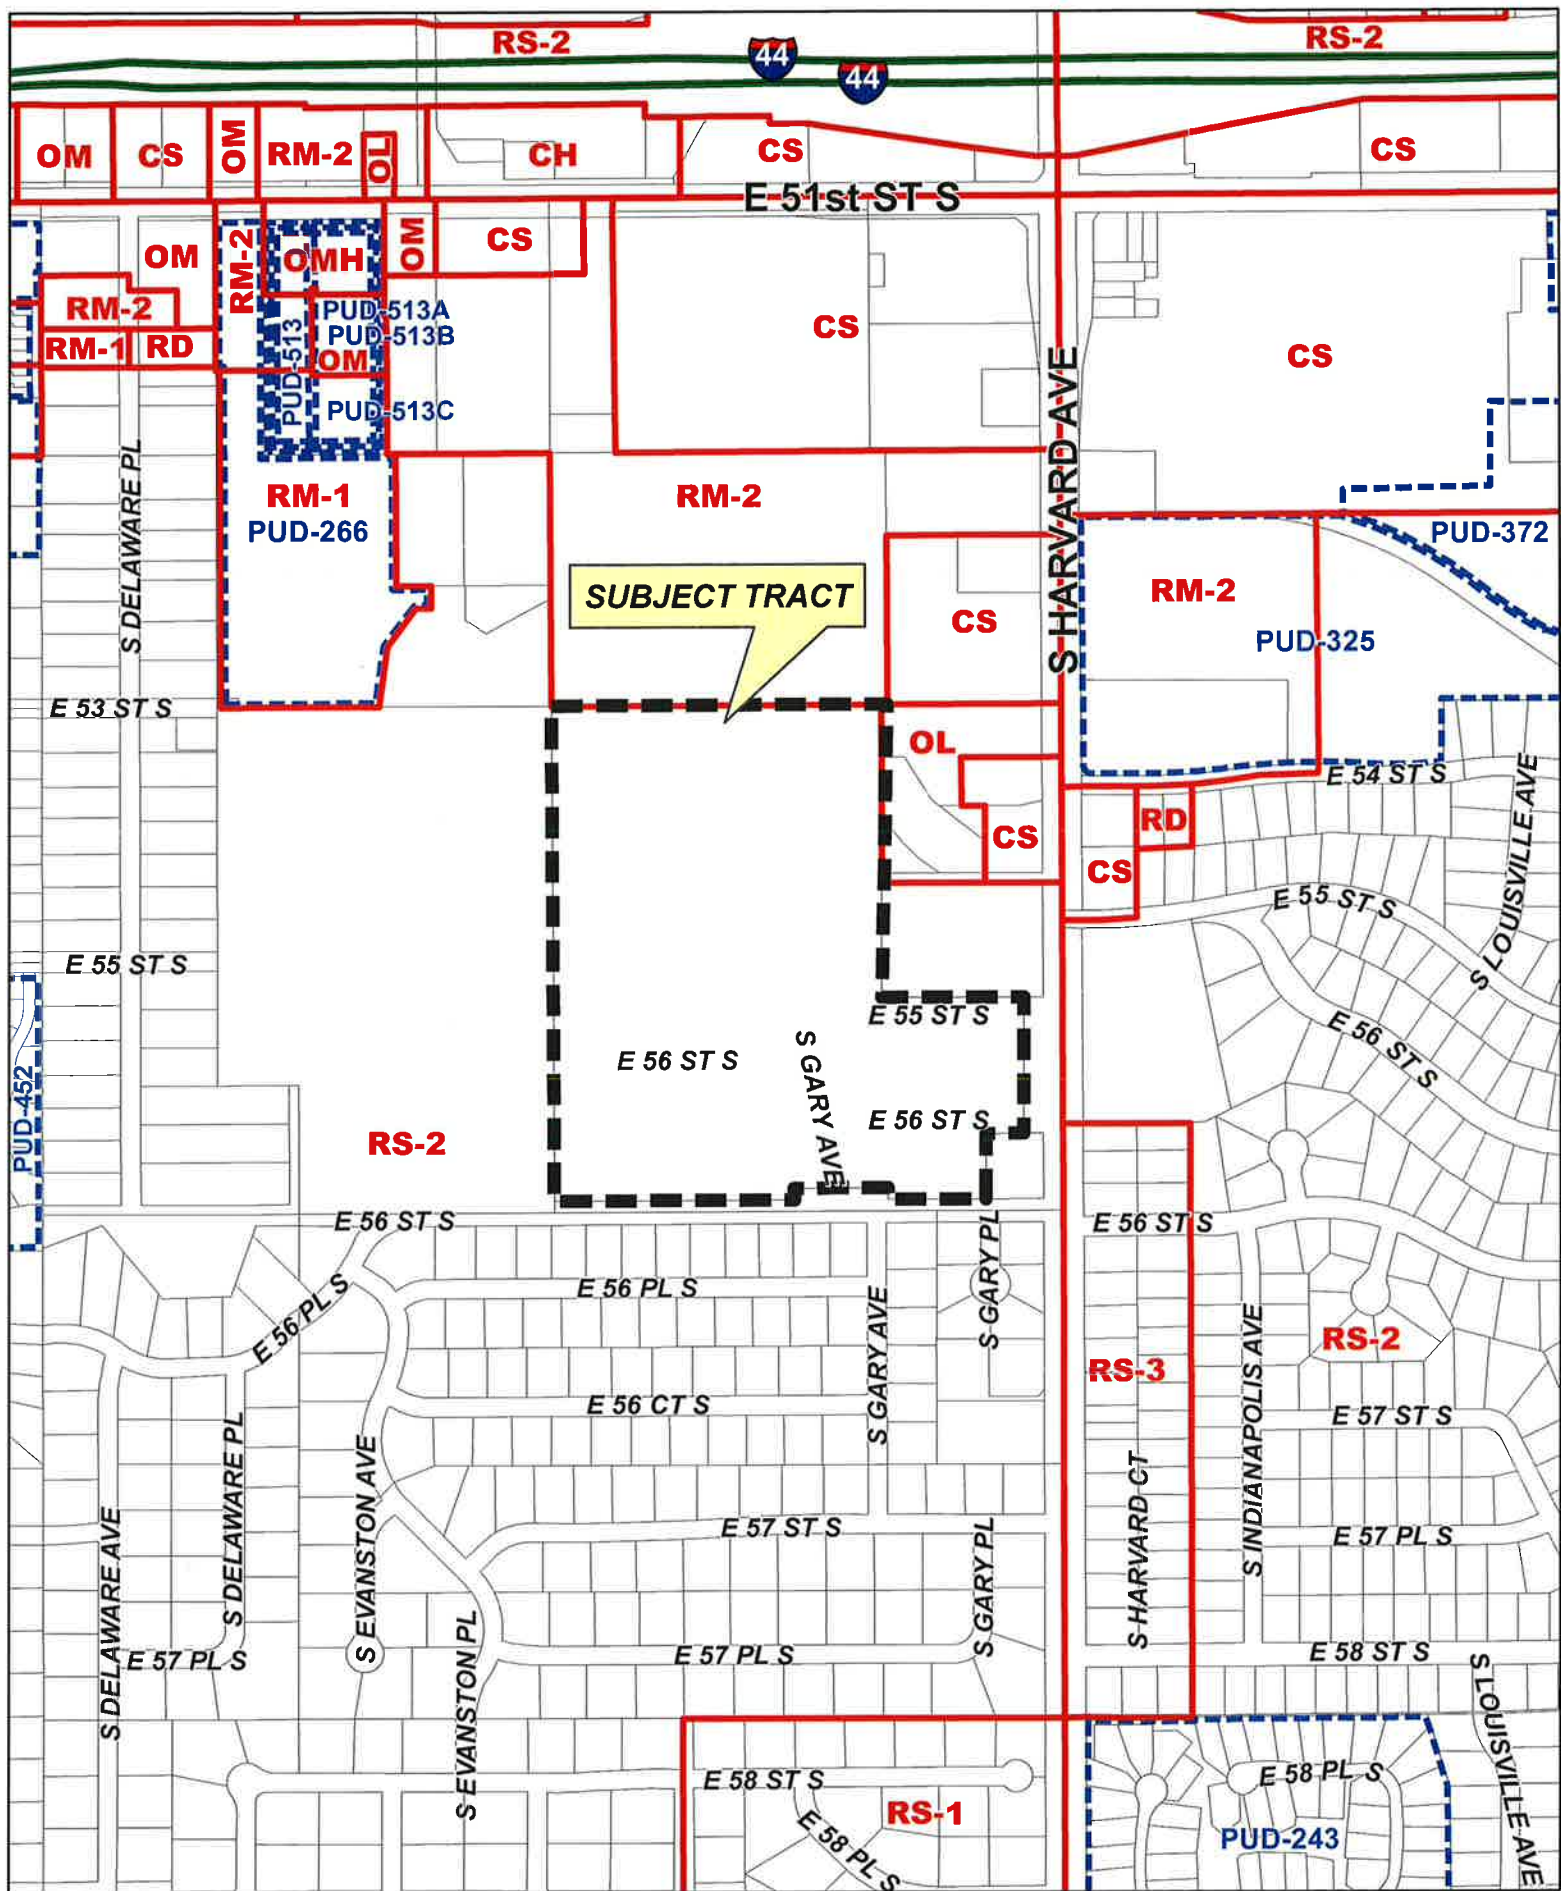 RS-2
44
44
RS-2
OM
CS
OM
RM-2
OL
CH
CS
CS
E 51st ST S
OM
RM-2
OMH
OM
CS
RM-2
RM-1
RD
PUD-513
PUD-513A
PUD-513B
OM
PUD-513C
CS
CS
S HARVARD AVE
S DELAWARE PL
RM-1
PUD-266
RM-2
PUD-372
SUBJECT TRACT
CS
RM-2
PUD-325
E 53 ST S
OL
E 54 ST S
S LOUISVILLE AVE
CS
RD
CS
E 55 ST S
E 55 ST S
E 55 ST S
E 56 ST S
E 56 ST S
S GARY AVE
E 56 ST S
PUD-452
RS-2
E 56 ST S
E 56 ST S
S GARY PL
E 56 PL S
E 56 PL S
S GARY AVE
RS-2
RS-3
S INDIANAPOLIS AVE
E 56 CT S
E 57 ST S
S DELAWARE PL
S EVANSTON AVE
S HARVARD CT
S DELAWARE AVE
E 57 ST S
S GARY PL
E 57 PL S
E 57 PL S
S EVANSTON PL
E 57 PL S
E 58 ST S
S LOUISVILLE AVE
E 58 ST S
E 58 PL S
RS-1
E 58 PL S
PUD-243